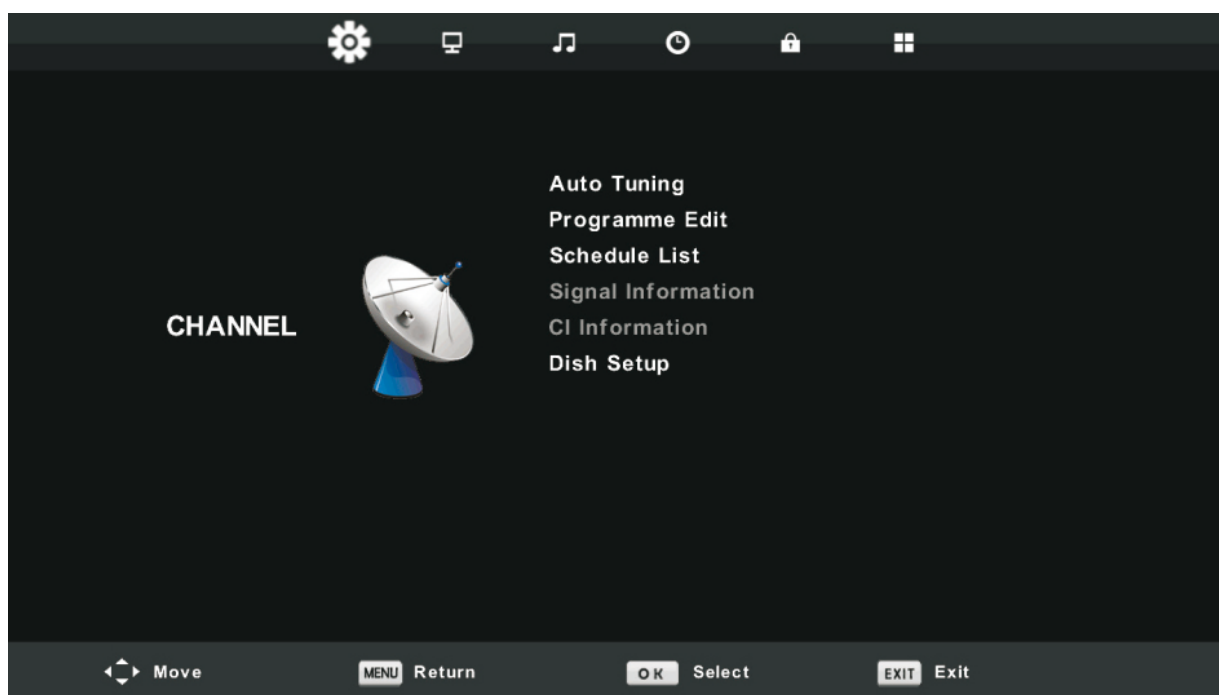 Auto Tuning
Programme Edit
Schedule List
Signal Information
CHANNEL
CI Information
Dish Setup
Move
MENU Return
OK Select
EXIT Exit